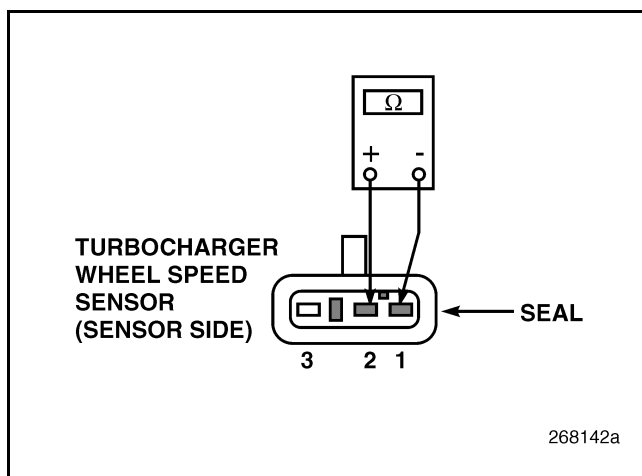 Ω
+ -
TURBOCHARGER
WHEEL SPEED
SENSOR
(SENSOR SIDE)
SEAL
3 2 1
268142a